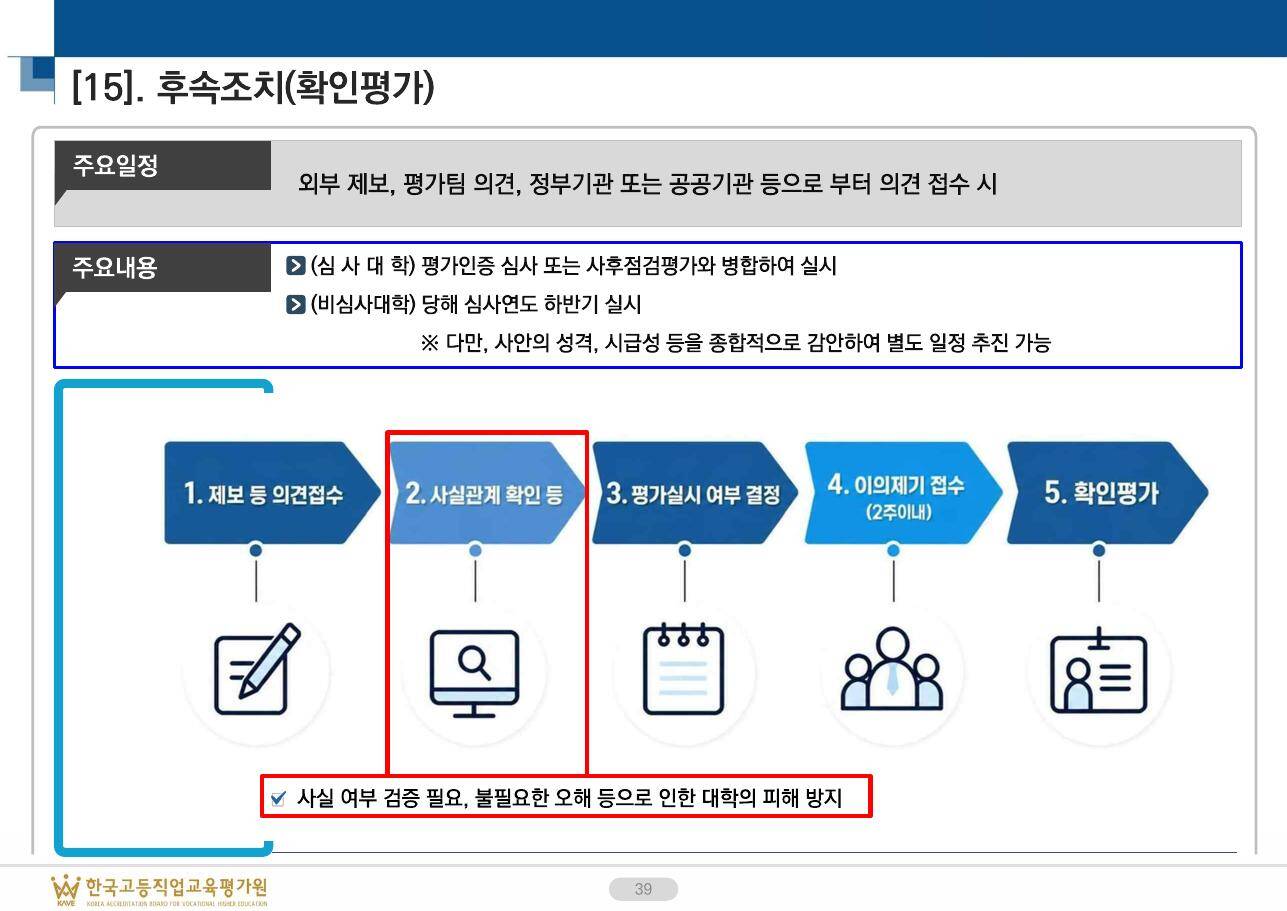 [15]. 후속조치(확인평가)
주요일정
외부 제보, 평가팀 의견, 정부기관 또는 공공기관 등으로 부터 의견 접수 시
주요내용
(심 사 대 학) 평가인증 심사 또는 사후점검평가와 병합하여 실시
(비심사대학) 당해 심사연도 하반기 실시
※ 다만, 사안의 성격, 시급성 등을 종합적으로 감안하여 별도 일정 추진 가능
1. 제보 등 의견접수
2. 사실관계 확인 등
3. 평가실시 여부 결정
4. 이의제기 접수
(2주이내)
5. 확인평가
사실 여부 검증 필요, 불필요한 오해 등으로 인한 대학의 피해 방지
KAVE
한국고등직업교육평가원
KOREA ACCREDITATION BOARD FOR VOCATIONAL HIGHER EDUCATION
39